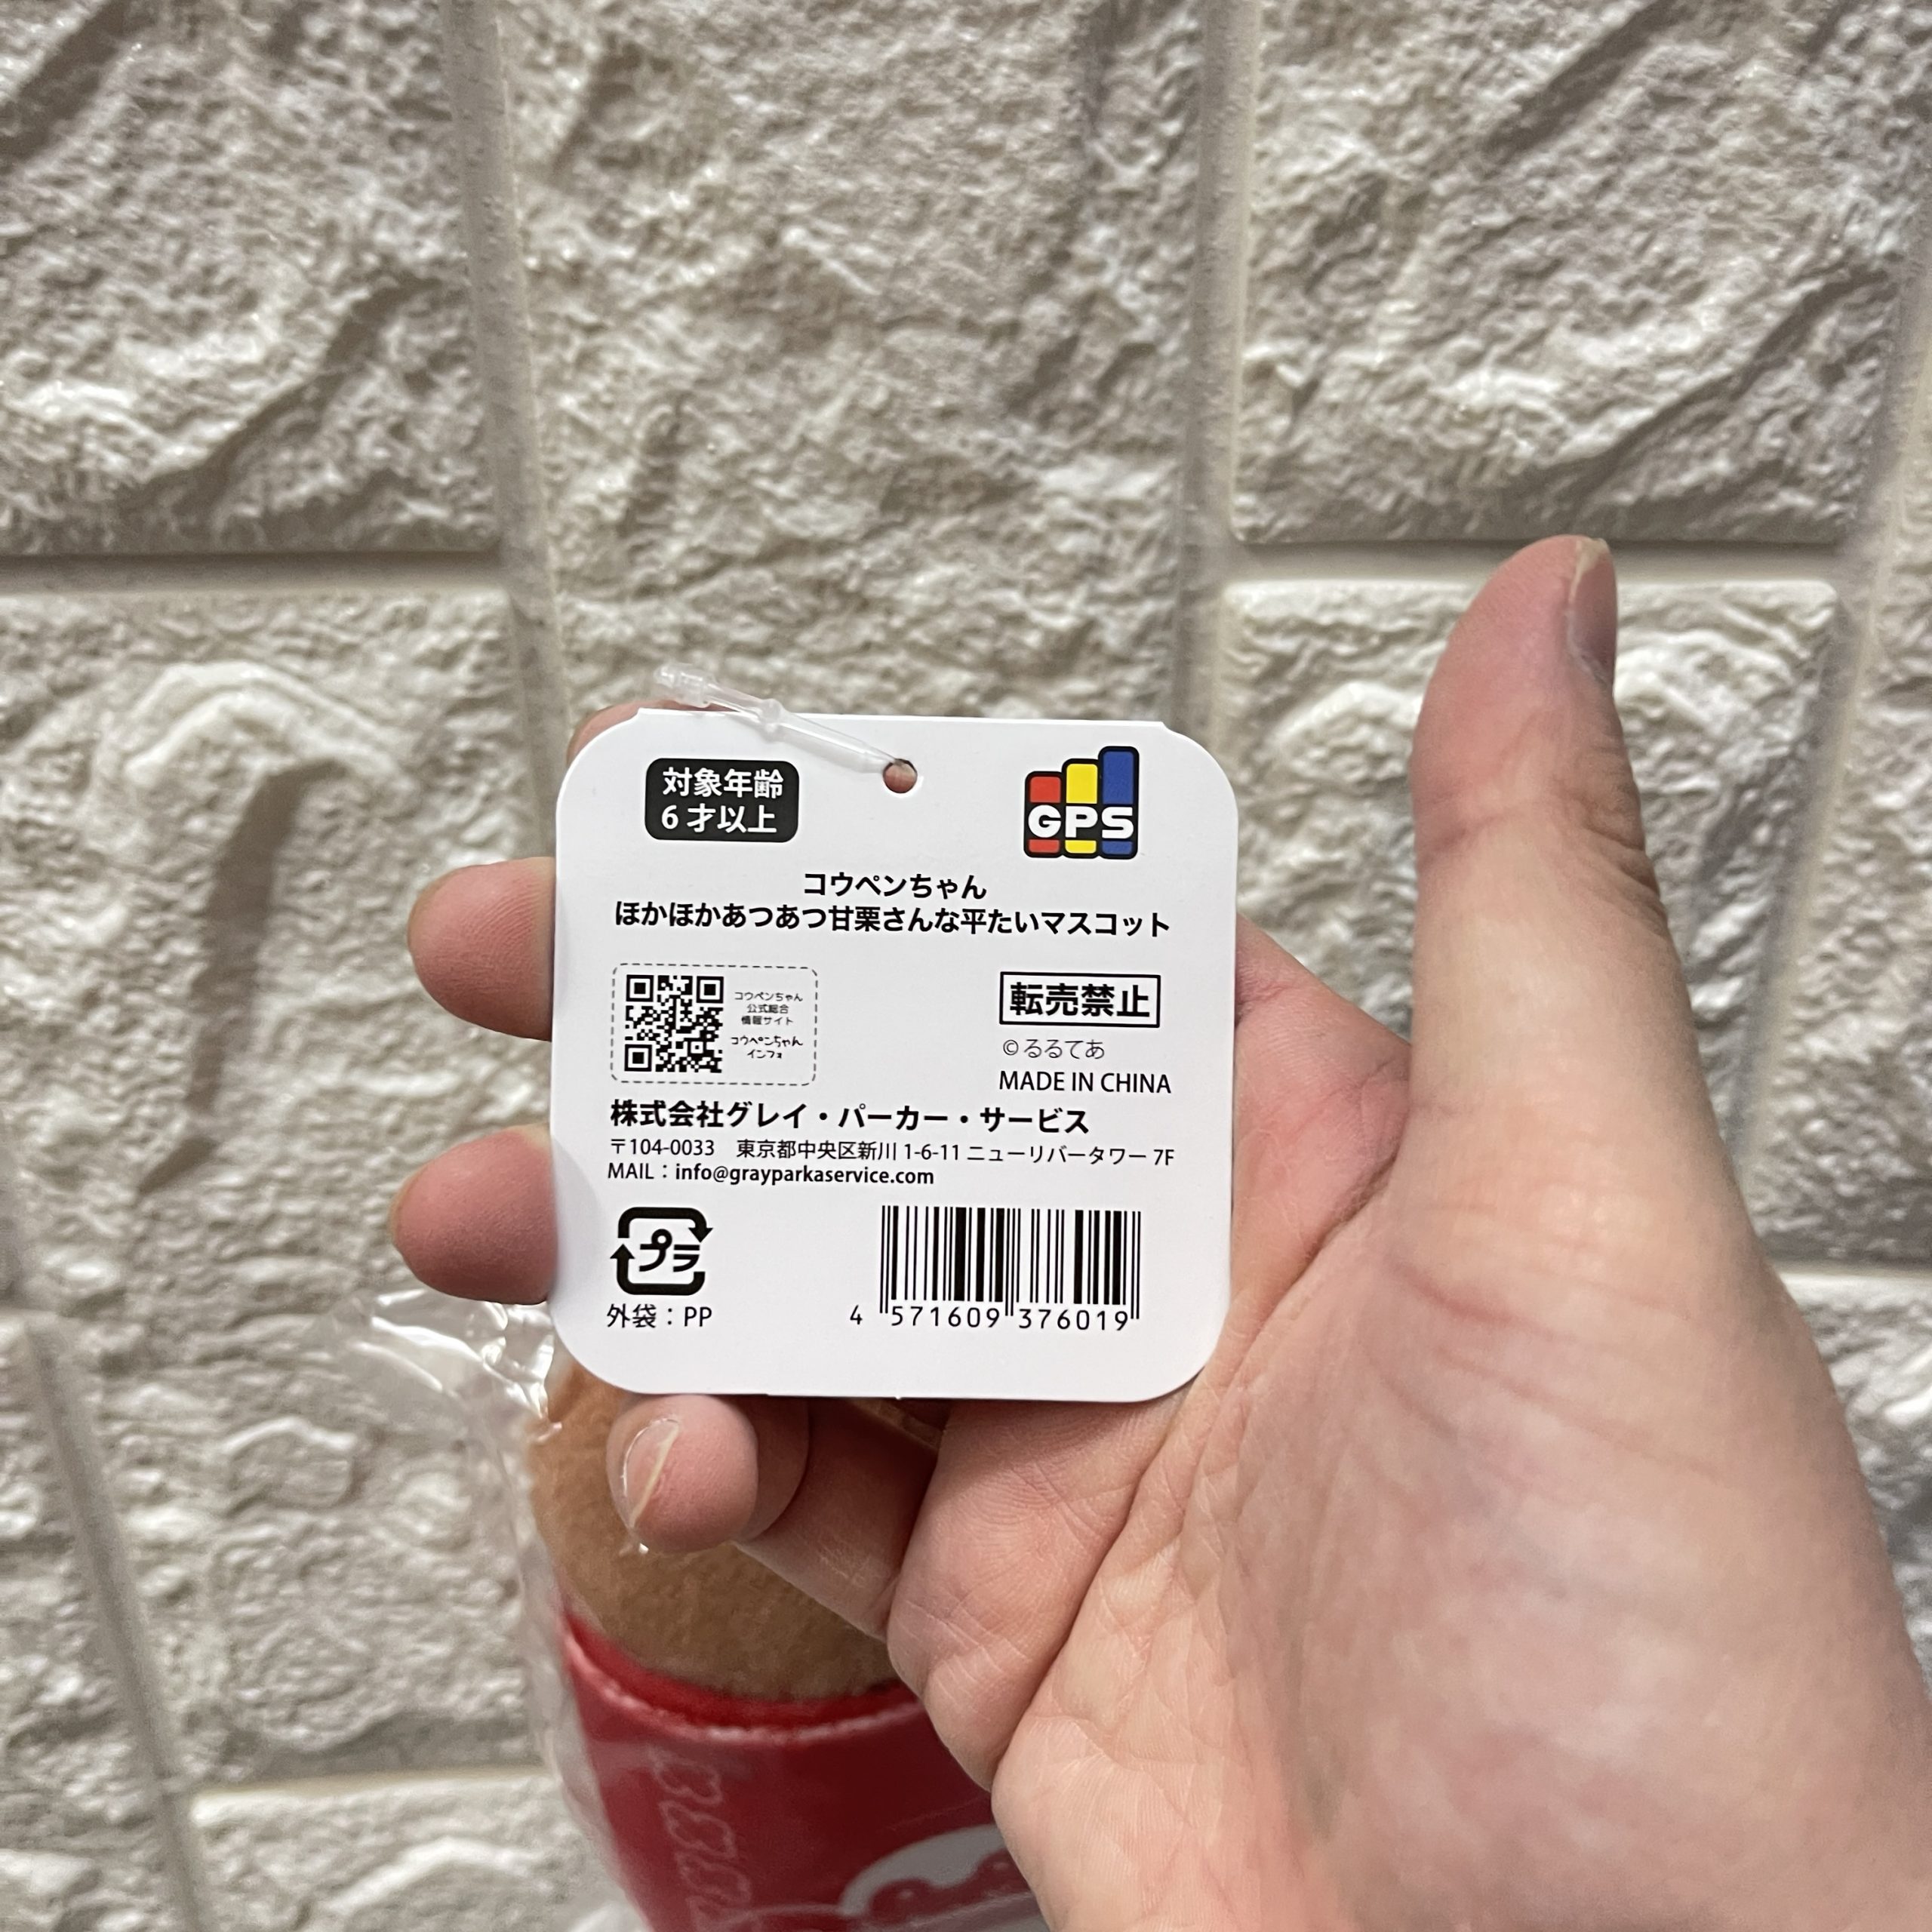 対象年齢
6才以上
GPS
コウペンちゃん
ほかほかあつあつ甘栗さんな平たいマスコット
コウペンちゃん
公式総合
情報サイト
コウペンちゃん
インフォ
転売禁止
©るるてあ
MADE IN CHINA
株式会社グレイ・パーカー・サービス
〒104-0033 東京都中央区新川1-6-11 ニューリバータワー 7F
MAIL：info@grayparkaservice.com
プラ
外袋：PP
4 571609 376019